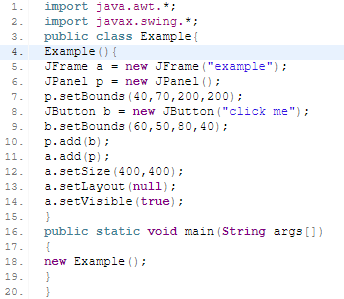 1. import java.awt.*;
2. import javax.swing.*;
3. public class Example{
4. Example(){
5. JFrame a = new JFrame("example");
6. JPanel p = new JPanel();
7. p.setBounds(40,70,200,200);
8. JButton b = new JButton("click me");
9. b.setBounds(60,50,80,40);
10. p.add(b);
11. a.add(p);
12. a.setSize(400,400);
13. a.setLayout(null);
14. a.setVisible(true);
15. }
16. public static void main(String args[])
17. {
18. new Example();
19. }
20. }